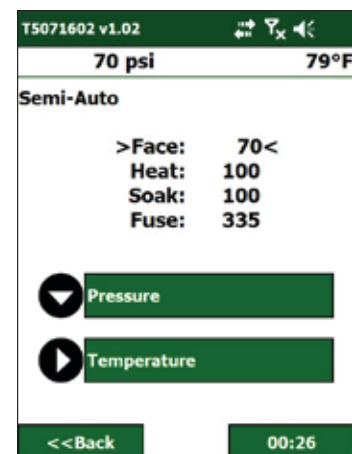 T5071602 v1.02
70 psi 79°F
Semi-Auto
>Face: 70<
Heat: 100
Soak: 100
Fuse: 335
Pressure
Temperature
<<Back 00:26